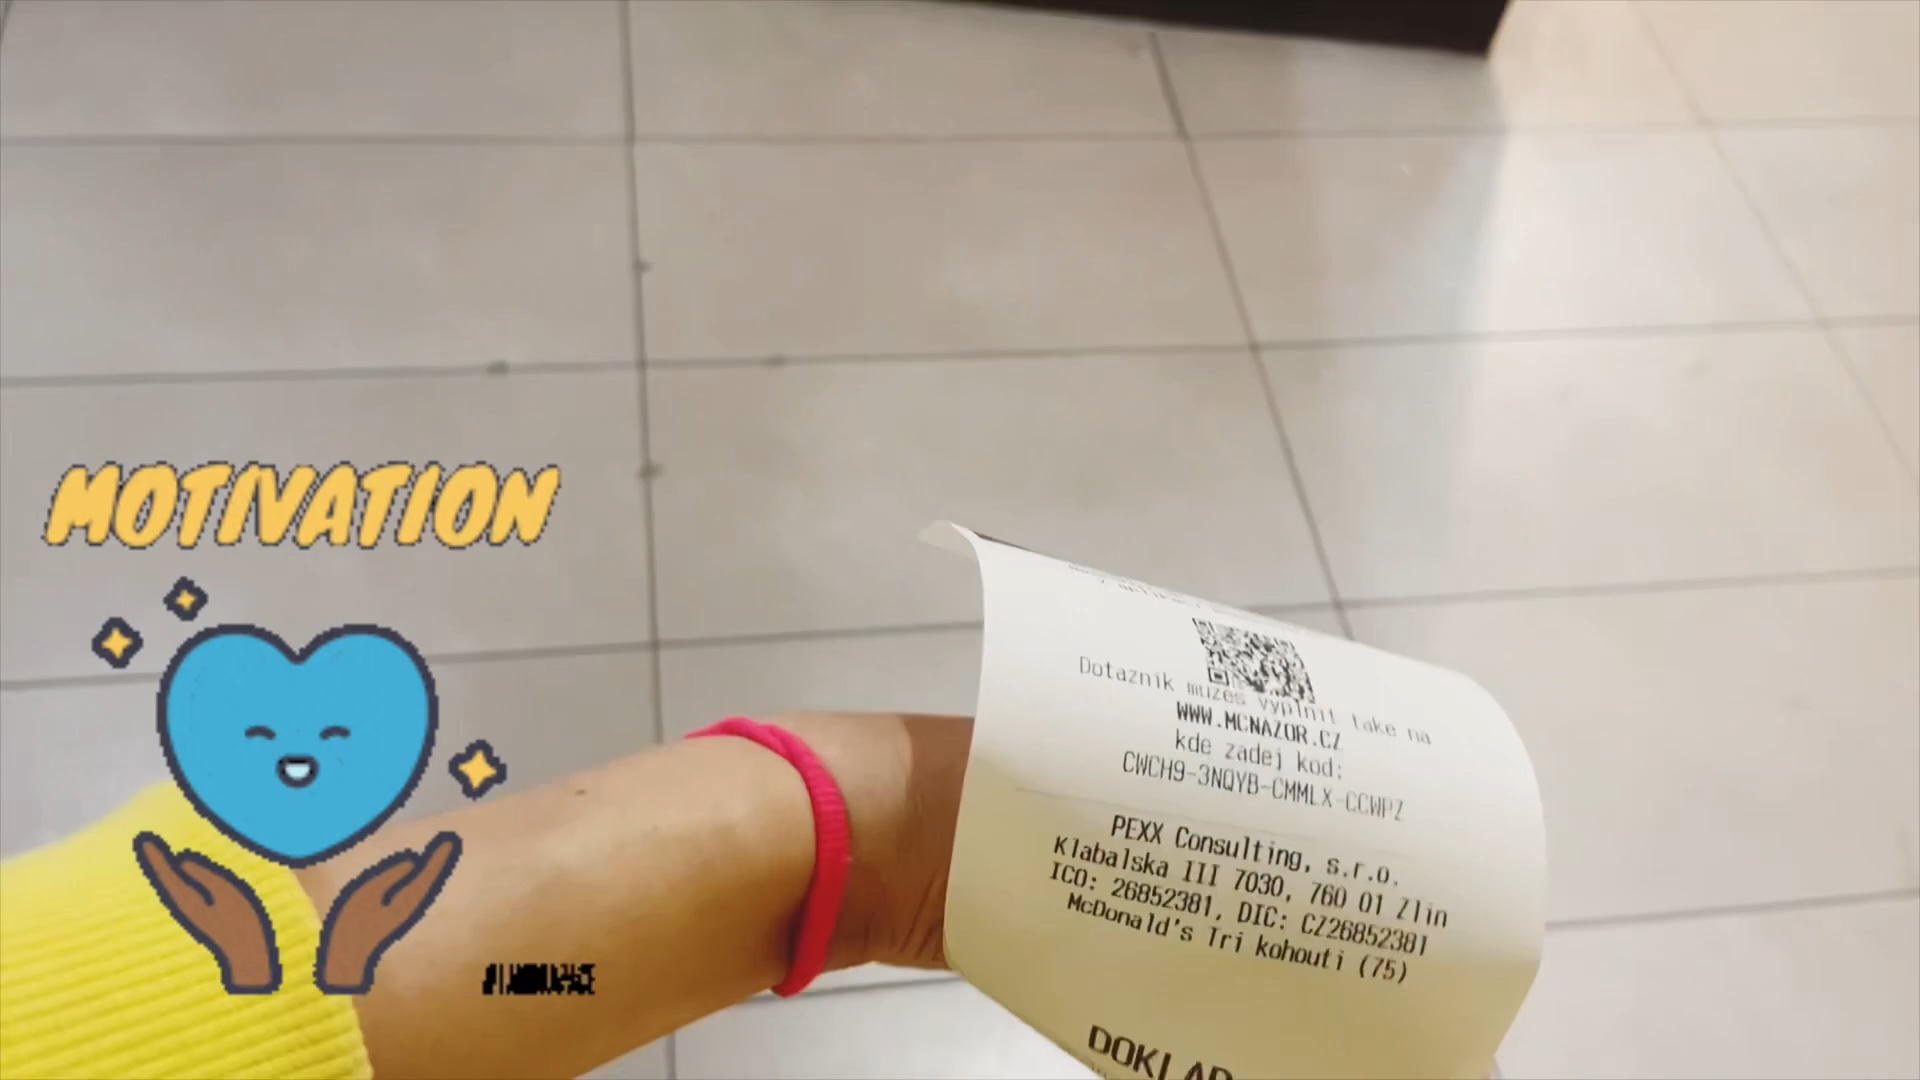 MOTIVATION
Dotaznik muzes vyplnit take na
WWW.MCNAZOR.CZ
kde zadej kod:
CWCH9-3NQYB-CMMLX-CCWPZ
PEXX Consulting, s.r.o.
Klabalska III 7030, 760 01 Zlin
ICO: 26852381, DIC: CZ26852381
McDonald's Tri kohouti (75)
DOKLAD